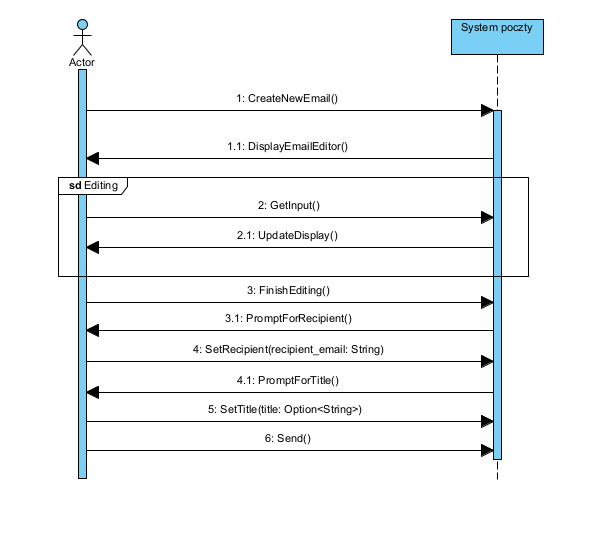 System poczty
Actor
1: CreateNewEmail()
1.1: DisplayEmailEditor()
sd Editing
2: GetInput()
2.1: UpdateDisplay()
3: FinishEditing()
3.1: PromptForRecipient()
4: SetRecipient(recipient_email: String)
4.1: PromptForTitle()
5: SetTitle(title: Option<String>)
6: Send()